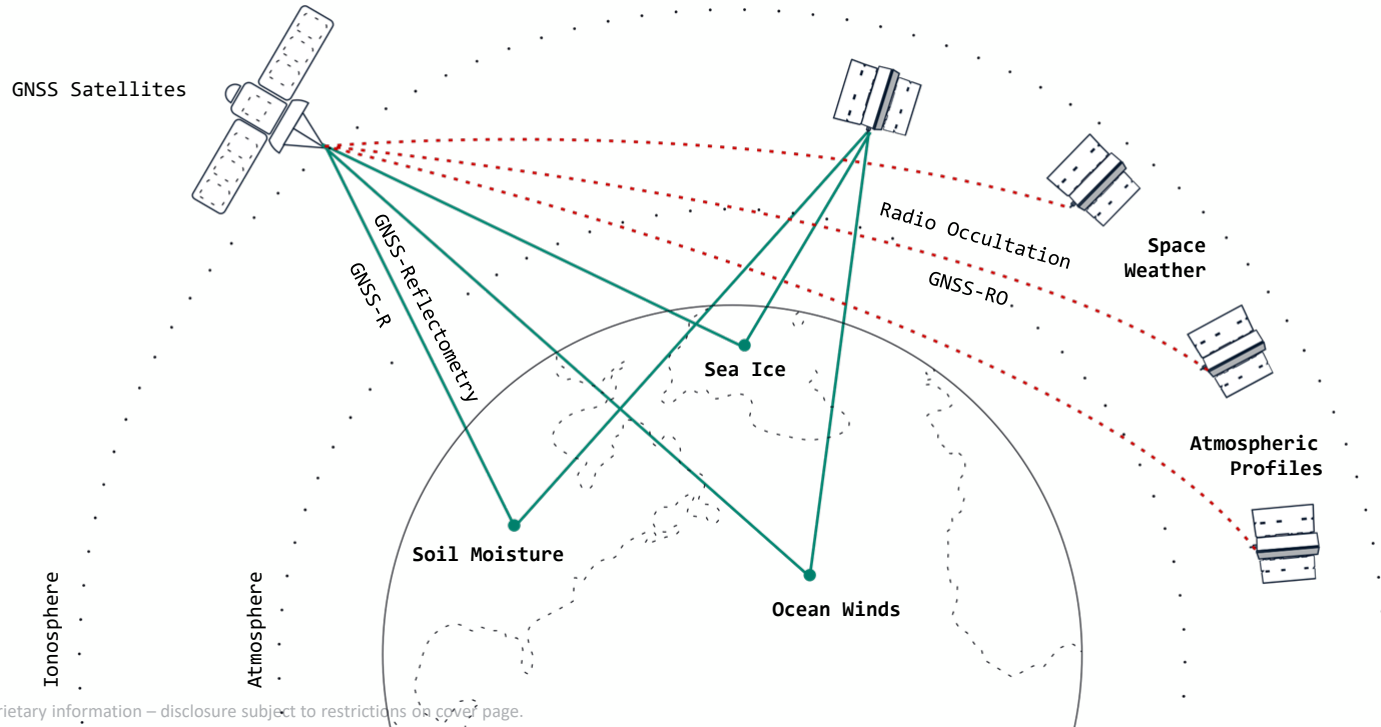 GNSS Satellites
GNSS-Reflectometry
GNSS-R
Radio Occultation
GNSS-RO
Space
Weather
Sea Ice
Atmospheric
Profiles
Soil Moisture
Ocean Winds
Ionosphere
Atmosphere
information – disclosure subject to restrictions on cover page.